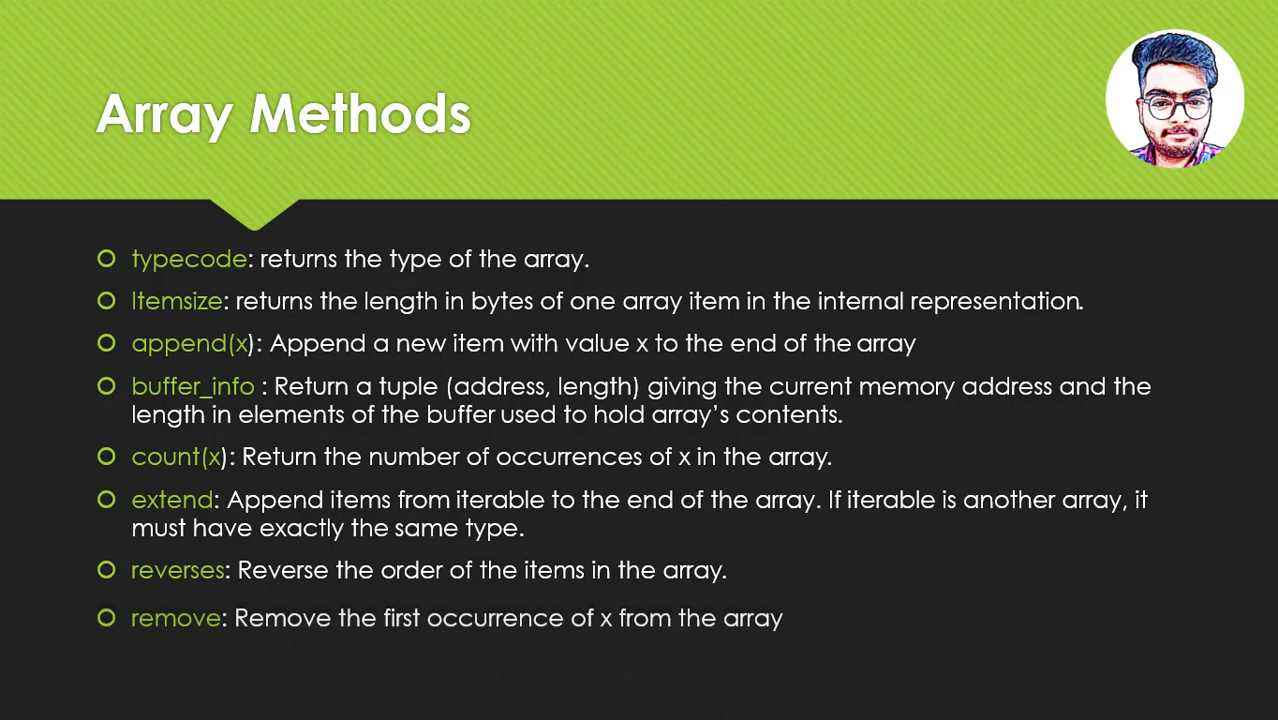 Array Methods
typecode: returns the type of the array.
Itemsize: returns the length in bytes of one array item in the internal representation.
append(x): Append a new item with value x to the end of the array
buffer_info : Return a tuple (address, length) giving the current memory address and the
length in elements of the buffer used to hold array’s contents.
count(x): Return the number of occurrences of x in the array.
extend: Append items from iterable to the end of the array. If iterable is another array, it
must have exactly the same type.
reverses: Reverse the order of the items in the array.
remove: Remove the first occurrence of x from the array